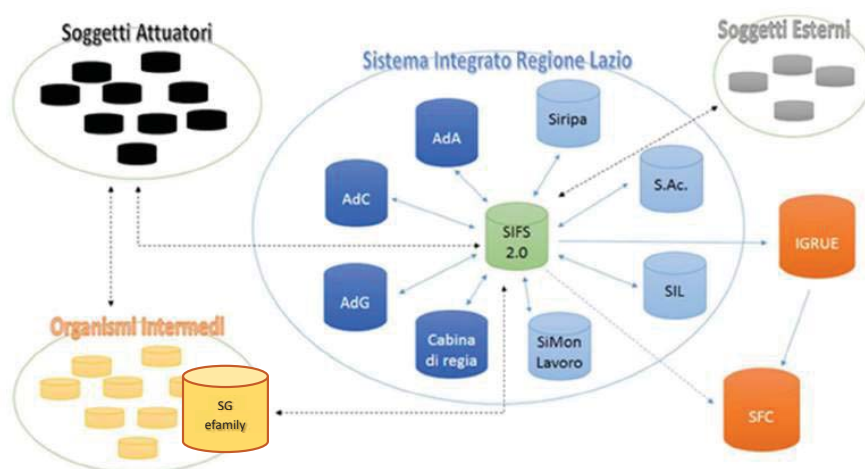 Soggetti Attuatori
Sistema Integrato Regione Lazio
Soggetti Esterni
AdA
Siripa
AdC
S.Ac.
SIFS
2.0
IGRUE
AdG
SIL
Cabina
di regia
SiMon
Lavoro
Organismi Intermedi
SG
efamily
SFC